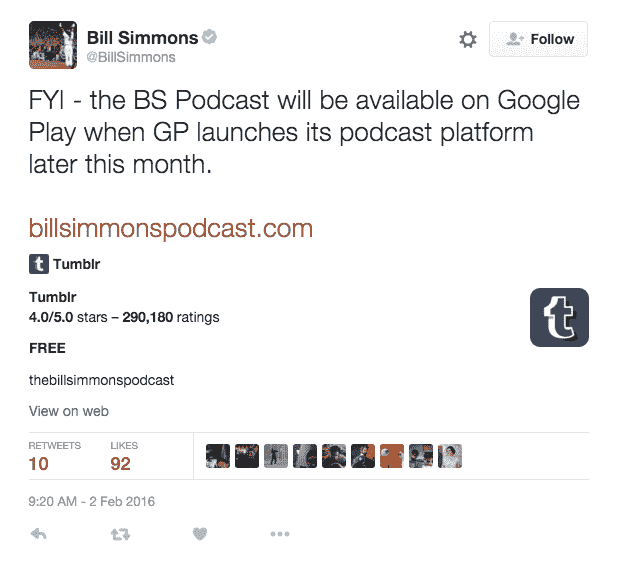 Bill Simmons
@BillSimmons
Follow
FYI - the BS Podcast will be available on Google
Play when GP launches its podcast platform
later this month.
billsimmonspodcast.com
t Tumblr
Tumblr
4.0/5.0 stars – 290,180 ratings
t
FREE
thebillsimmonspodcast
View on web
RETWEETS LIKES
10 92
9:20 AM - 2 Feb 2016